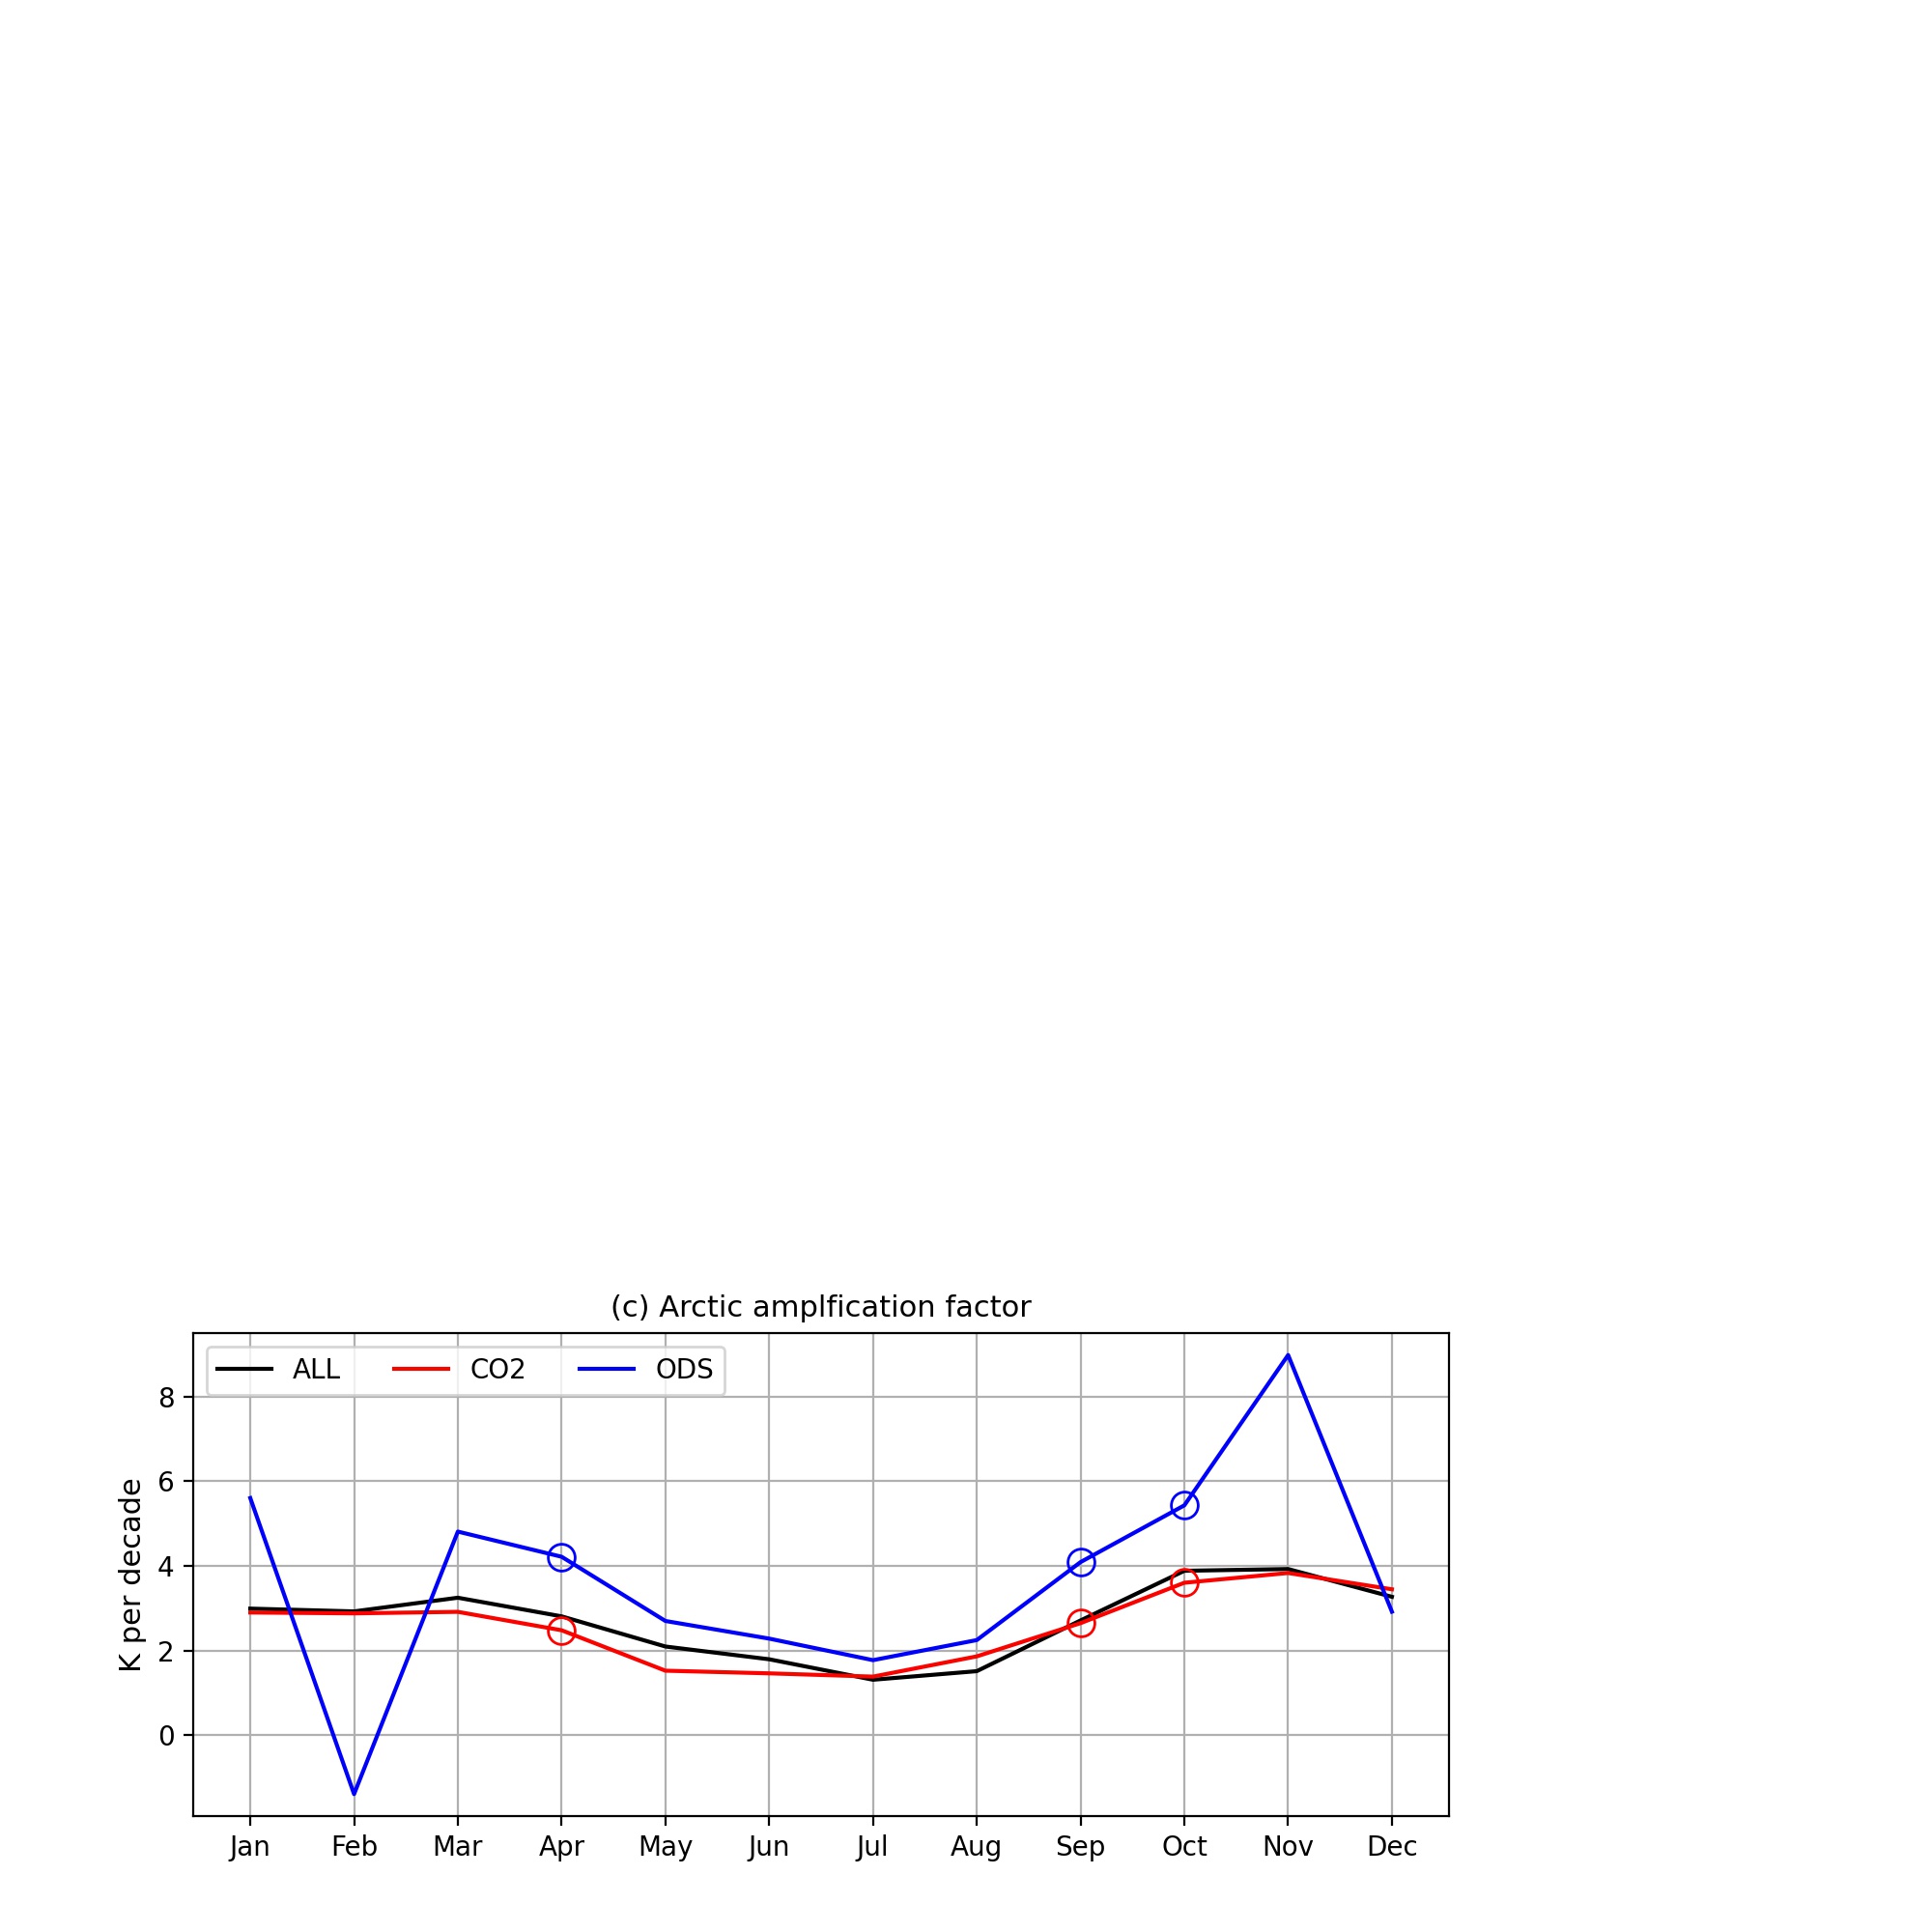 (c) Arctic amplfication factor
ALL CO2 ODS
K per decade
8
6
4
2
0
Jan Feb Mar Apr May Jun Jul Aug Sep Oct Nov Dec